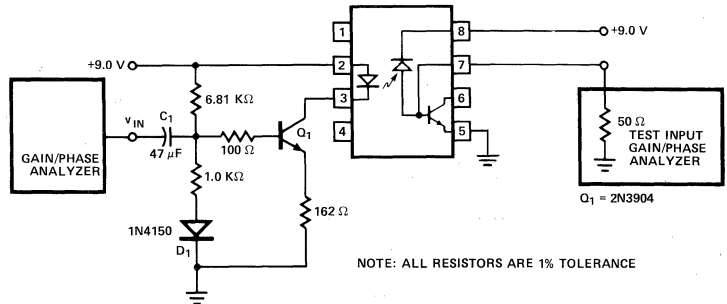 +9.0 V
1
2
3
4
8
7
6
5
+9.0 V
6.81 KΩ
GAIN/PHASE
ANALYZER
VIN
C1
47 µF
100 Ω
Q1
1.0 KΩ
1N4150
D1
162 Ω
50 Ω
TEST INPUT
GAIN/PHASE
ANALYZER
Q1 = 2N3904
NOTE: ALL RESISTORS ARE 1% TOLERANCE